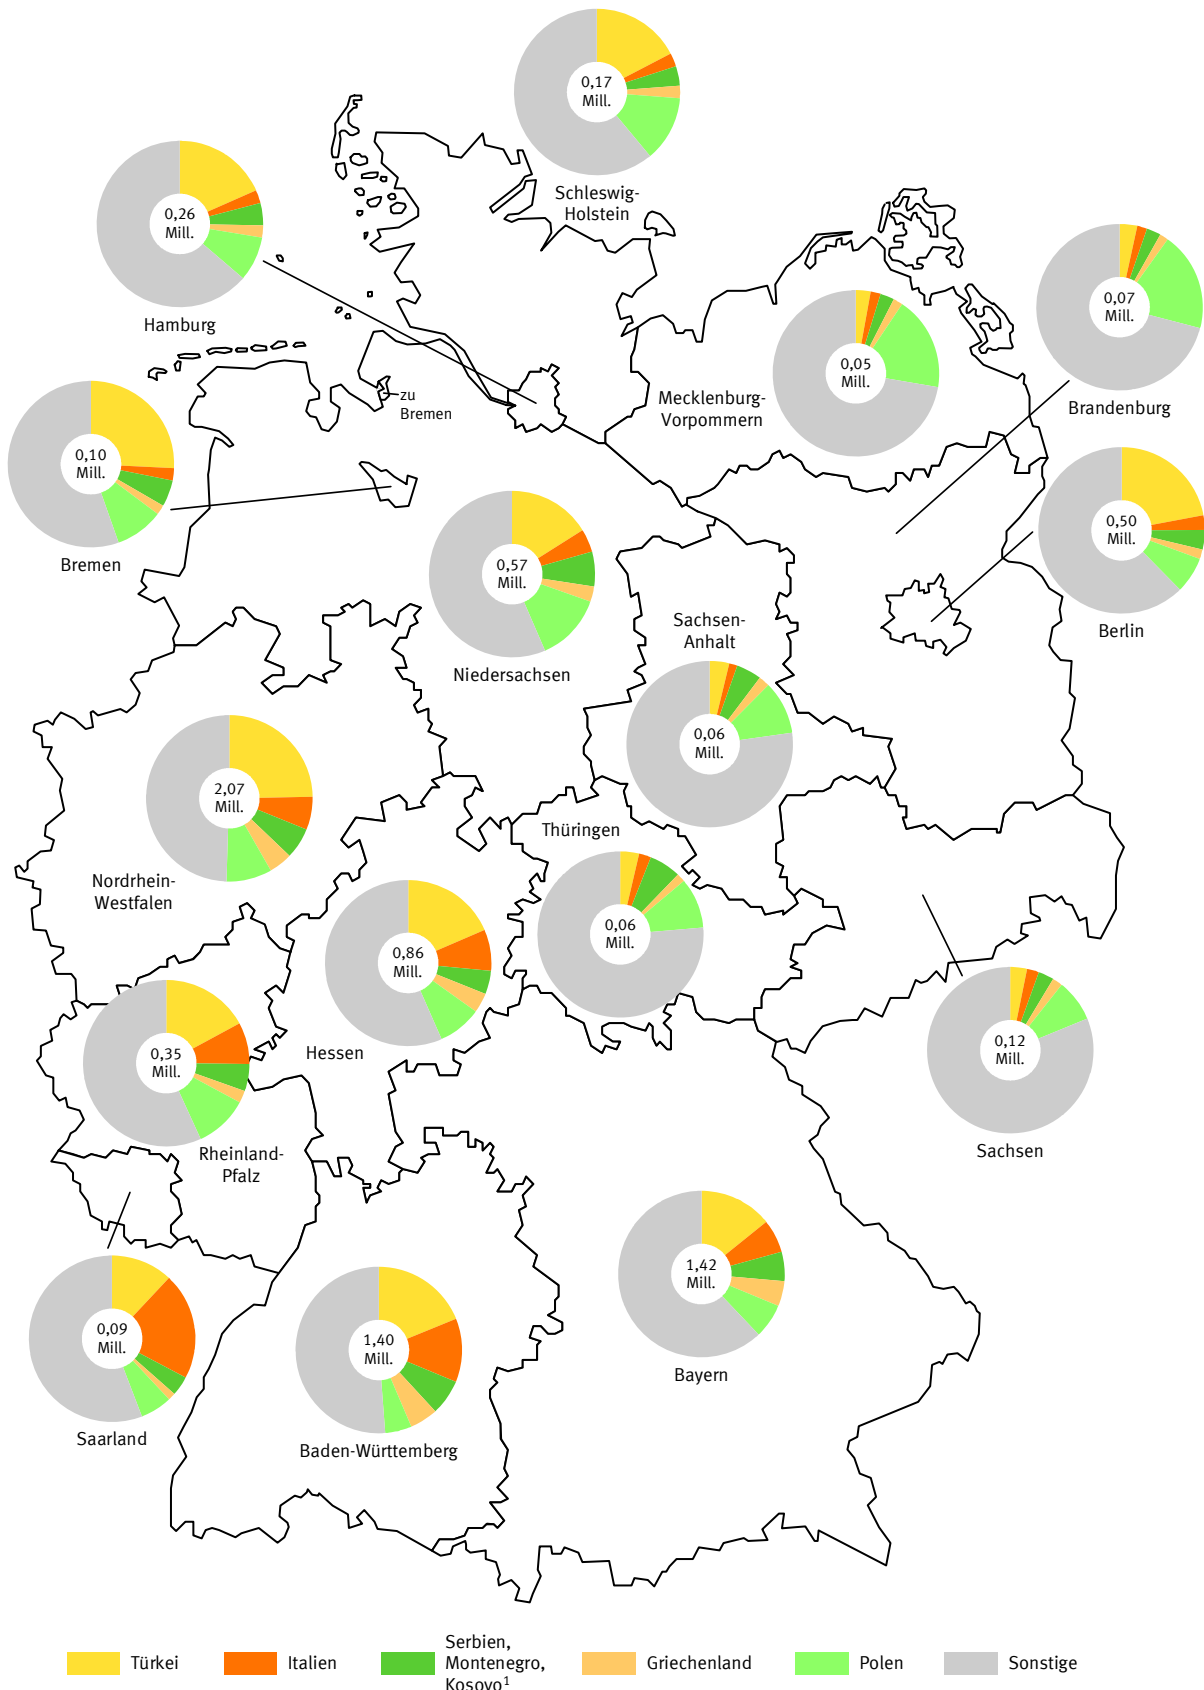 0,17
Mill.
Schleswig-
Holstein
0,26
Mill.
Hamburg
0,07
Mill.
Brandenburg
0,05
Mill.
Mecklenburg-
Vorpommern
zu
Bremen
0,10
Mill.
Bremen
0,50
Mill.
Berlin
0,57
Mill.
Niedersachsen
Sachsen-
Anhalt
0,06
Mill.
2,07
Mill.
Nordrhein-
Westfalen
Thüringen
0,06
Mill.
0,86
Mill.
Hessen
0,35
Mill.
Rheinland-
Pfalz
0,12
Mill.
Sachsen
0,09
Mill.
Saarland
1,40
Mill.
Baden-Württemberg
1,42
Mill.
Bayern
Türkei
Italien
Serbien,
Montenegro,
Kosovo¹
Griechenland
Polen
Sonstige